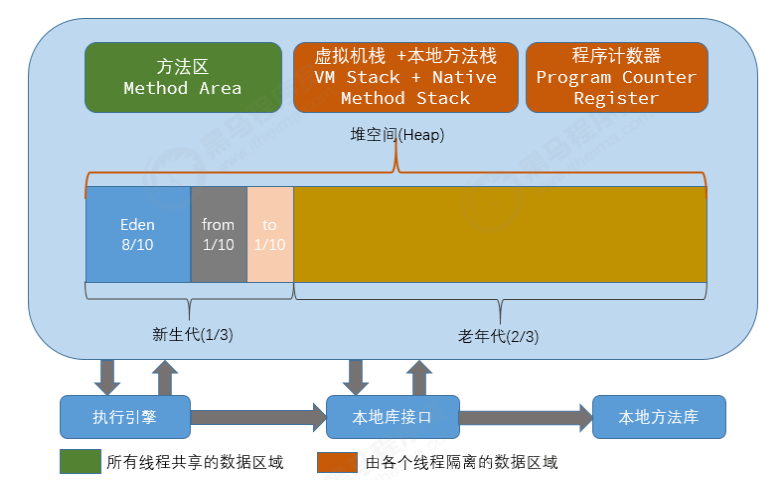 方法区
Method Area
虚拟机栈 +本地方法栈
VM Stack + Native
Method Stack
程序计数器
Program Counter
Register
堆空间(Heap)
Eden
8/10
from
1/10
to
1/10
新生代(1/3)
老年代(2/3)
执行引擎
本地库接口
本地方法库
所有线程共享的数据区域
由各个线程隔离的数据区域